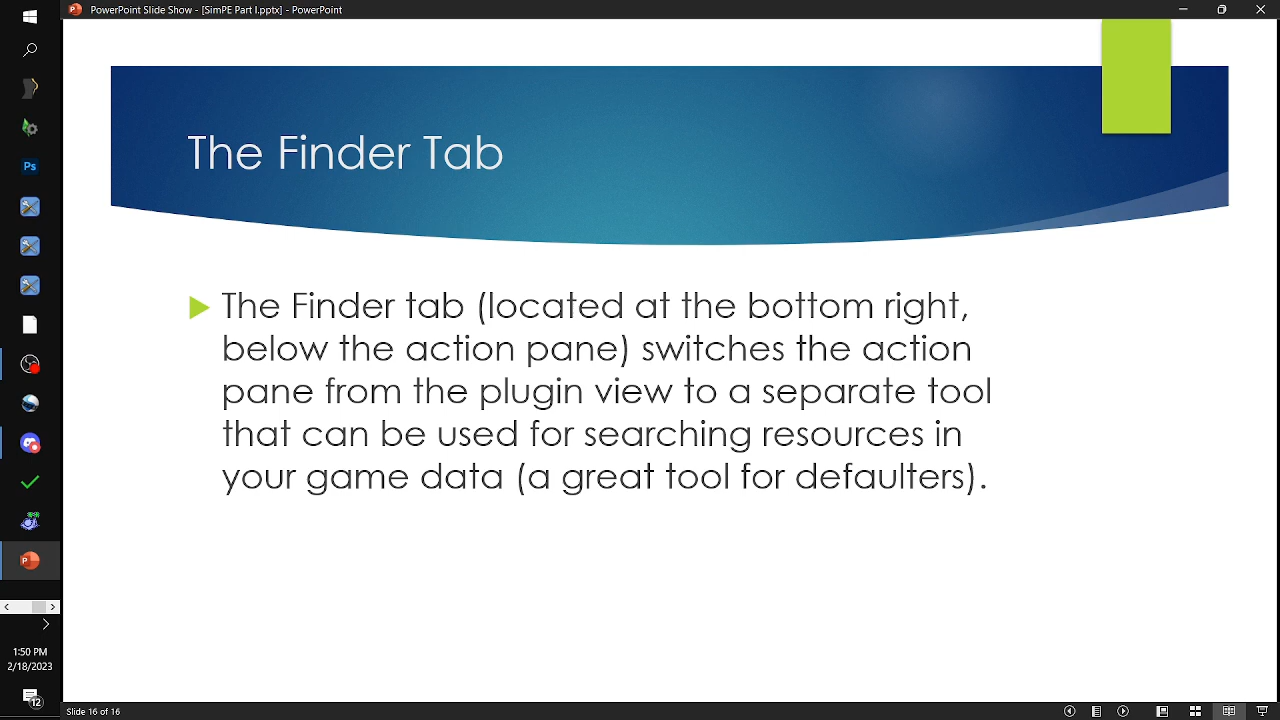 PowerPoint Slide Show - [SimPE Part I.pptx] - PowerPoint
The Finder Tab
The Finder tab (located at the bottom right,
below the action pane) switches the action
pane from the plugin view to a separate tool
that can be used for searching resources in
your game data (a great tool for defaulters).
Ps
P
1:50 PM
2/18/2023
12
Slide 16 of 16